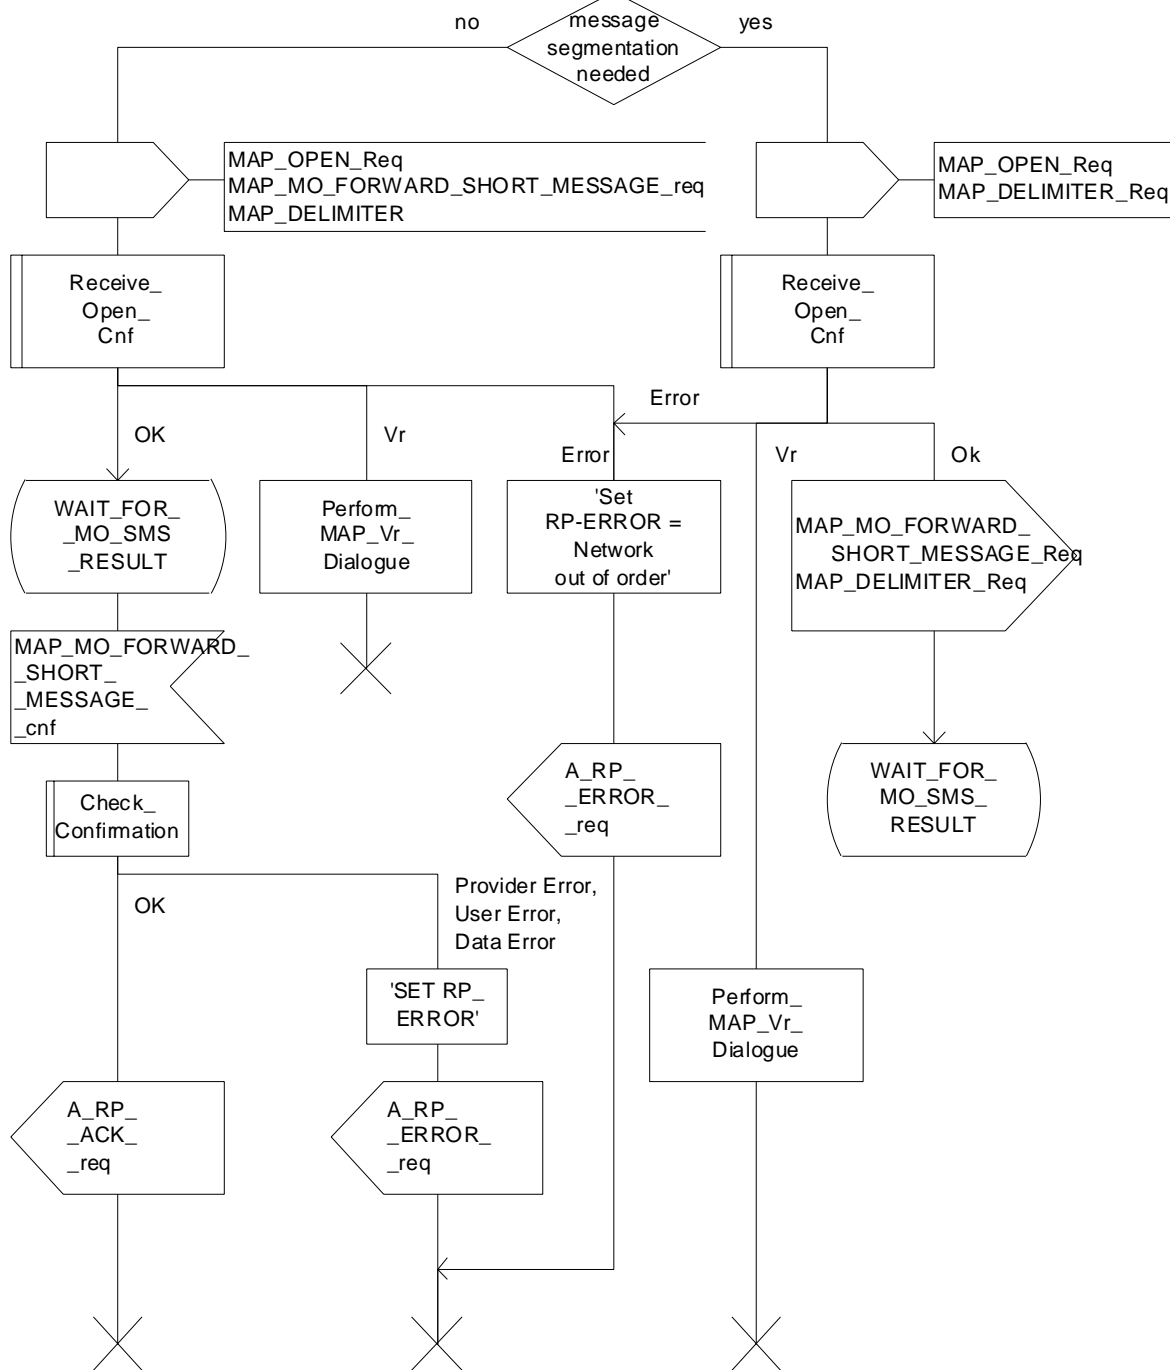 no
message
segmentation
needed
yes
MAP_OPEN_Req
MAP_MO_FORWARD_SHORT_MESSAGE_req
MAP_DELIMITER
MAP_OPEN_Req
MAP_DELIMITER_Req
Receive_
Open_
Cnf
Receive_
Open_
Cnf
Error
OK
Vr
Error
Vr
Ok
WAIT_FOR_
_MO_SMS
_RESULT
Perform_
MAP_Vr_
Dialogue
'Set
RP-ERROR =
Network
out of order'
MAP_MO_FORWARD_
SHORT_MESSAGE_Req
MAP_DELIMITER_Req
MAP_MO_FORWARD_
_SHORT_
_MESSAGE_
_cnf
A_RP_
_ERROR_
_req
WAIT_FOR_
MO_SMS_
RESULT
Check_
Confirmation
OK
Provider Error,
User Error,
Data Error
'SET RP_
ERROR'
Perform_
MAP_Vr_
Dialogue
A_RP_
_ACK_
_req
A_RP_
_ERROR_
_req